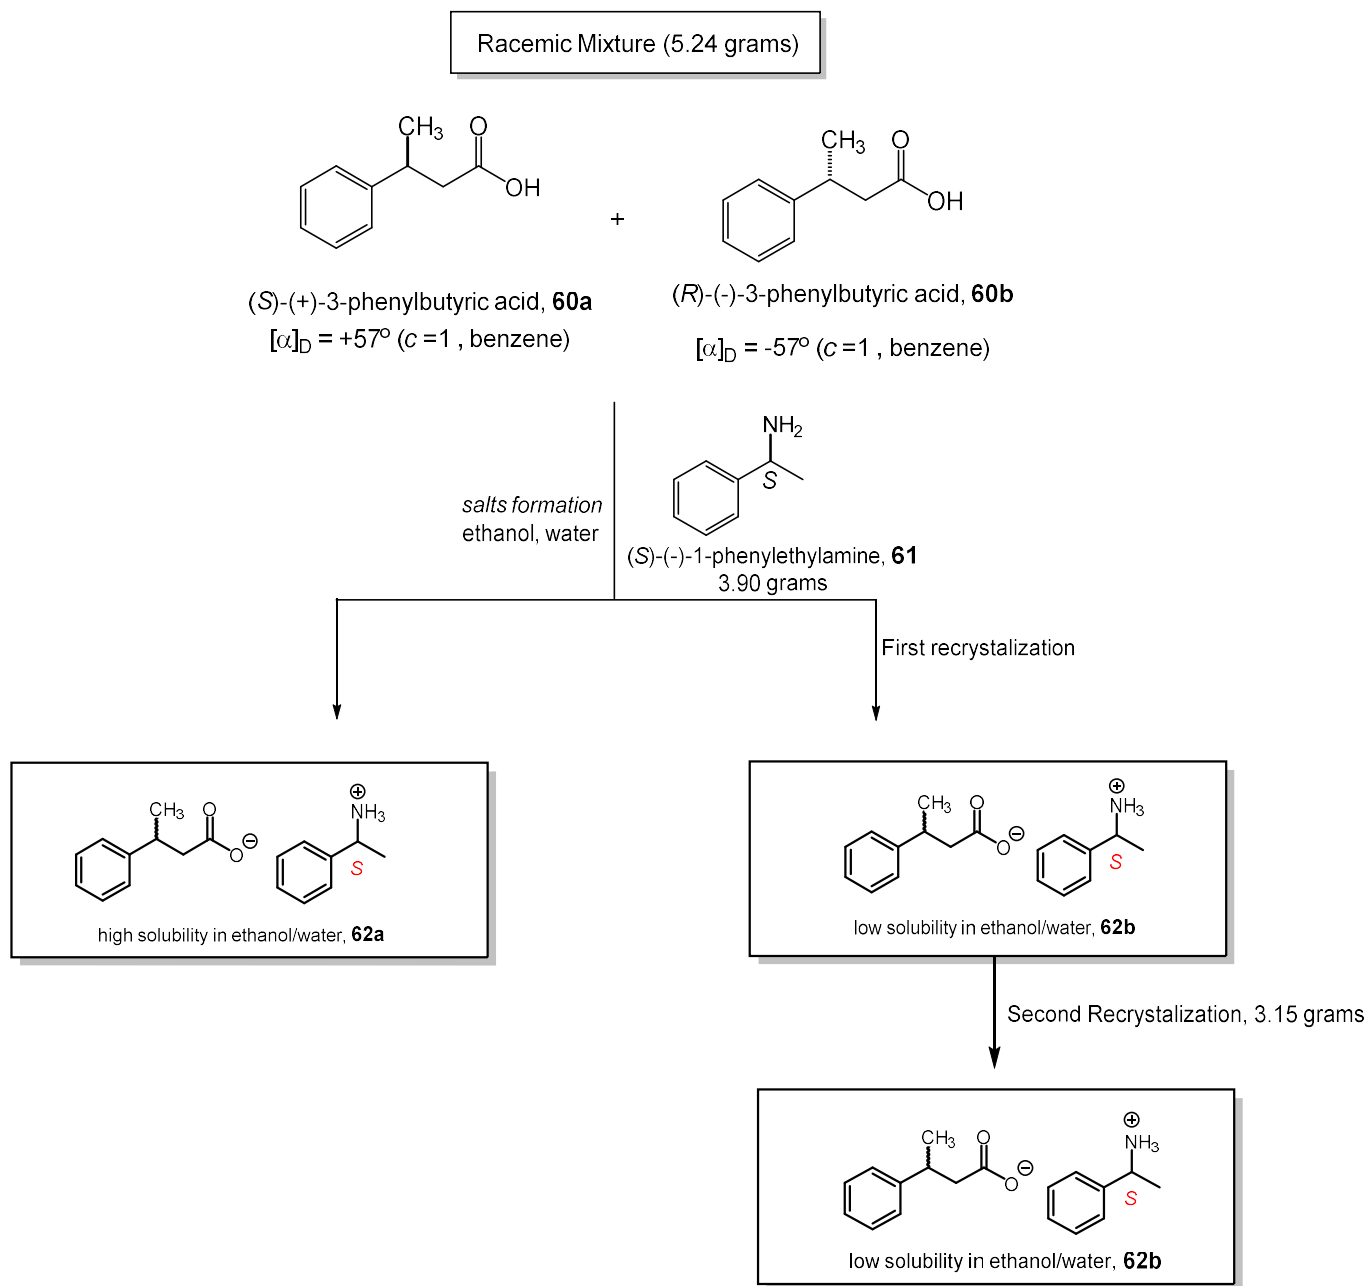 Racemic Mixture (5.24 grams)
CH3
O
OH
(S)-(+)-3-phenylbutyric acid, 60a
[α]D = +57o (c =1 , benzene)
+
CH3
O
OH
(R)-(-)-3-phenylbutyric acid, 60b
[α]D = -57o (c =1 , benzene)
salts formation
ethanol, water
NH2
S
(S)-(-)-1-phenylethylamine, 61
3.90 grams
First recrystalization
CH3
O
O
⊖
⊕
NH3
S
high solubility in ethanol/water, 62a
CH3
O
O
⊖
⊕
NH3
S
low solubility in ethanol/water, 62b
Second Recrystalization, 3.15 grams
CH3
O
O
⊖
⊕
NH3
S
low solubility in ethanol/water, 62b